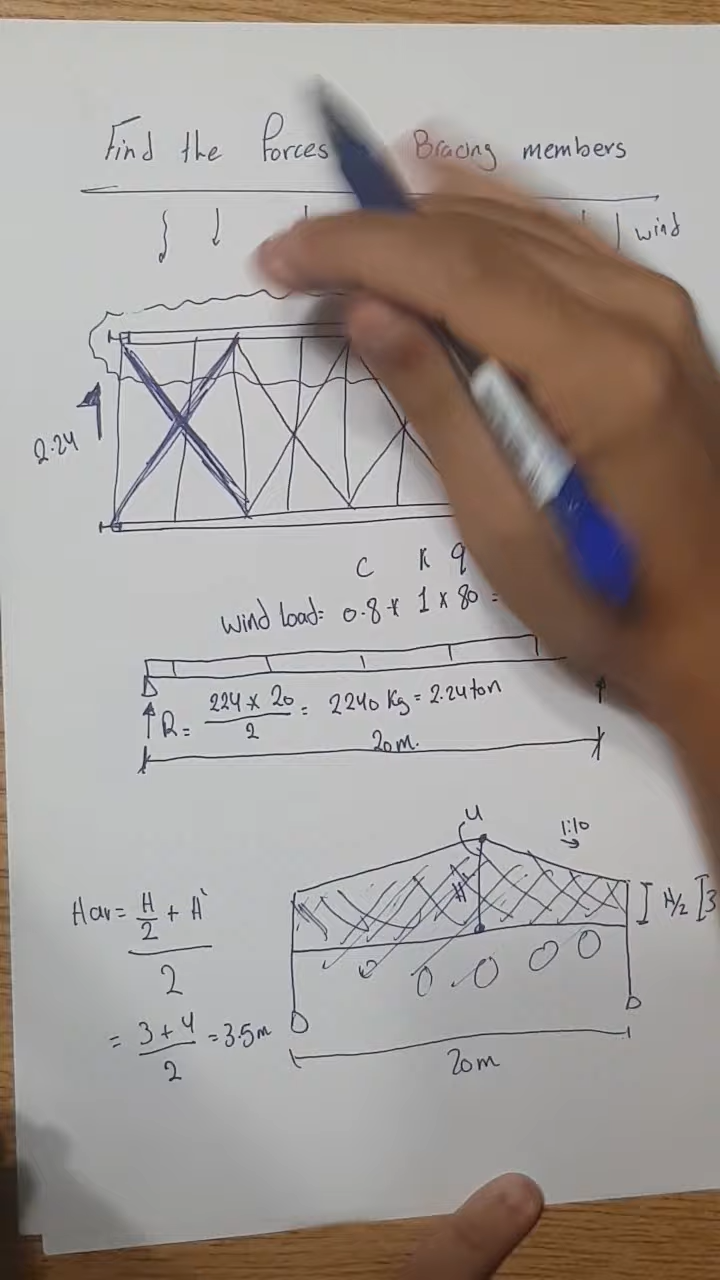 Find the Forces Bracing members
wind
2.24
C K q
wind load= 0.8 * 1 x 80 =
R= 224 x 20 / 2 = 2240 Kg = 2.24 ton
20m.
4
1:10
Hav= H/2 + H' / 2
H'
H/2 3
= 3+4 / 2 = 3.5m
20m